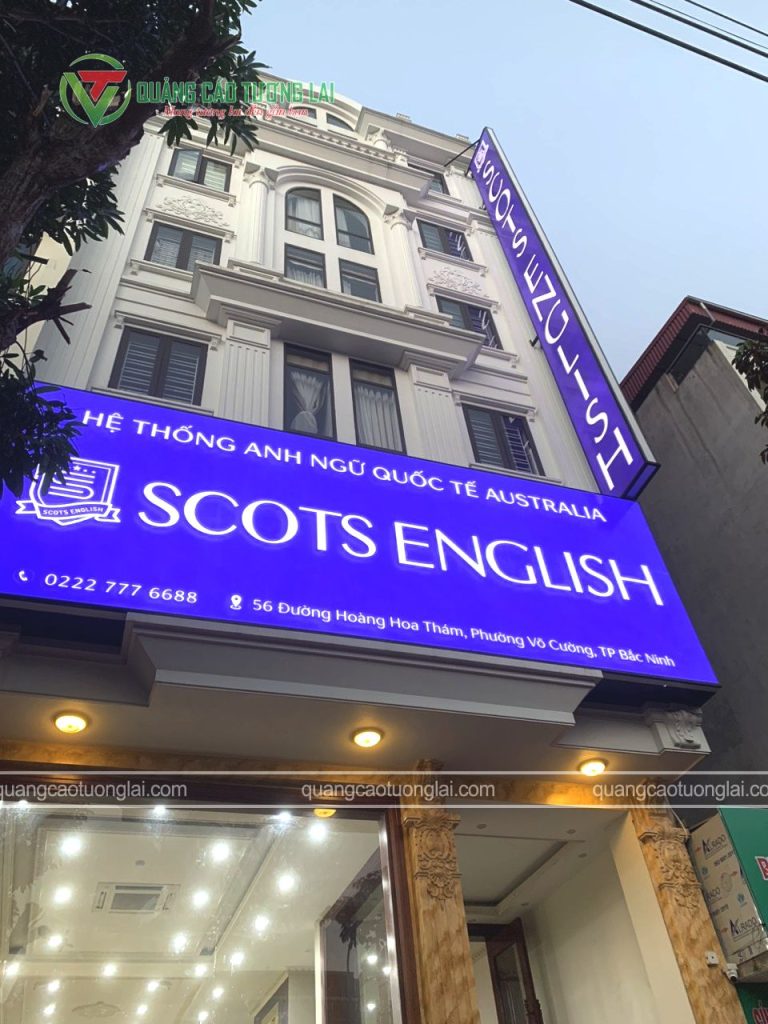 QUẢNG CÁO TƯƠNG LAI
SCOTS ENGLISH
HỆ THỐNG ANH NGỮ QUỐC TẾ AUSTRALIA
SCOTS ENGLISH
SCOTS ENGLISH
0222 777 6688
56 Đường Hoàng Hoa Thám, Phường Võ Cường, TP Bắc Ninh
quangcaotuonglai.com
quangcaotuonglai.com
quangcaotuonglai.com